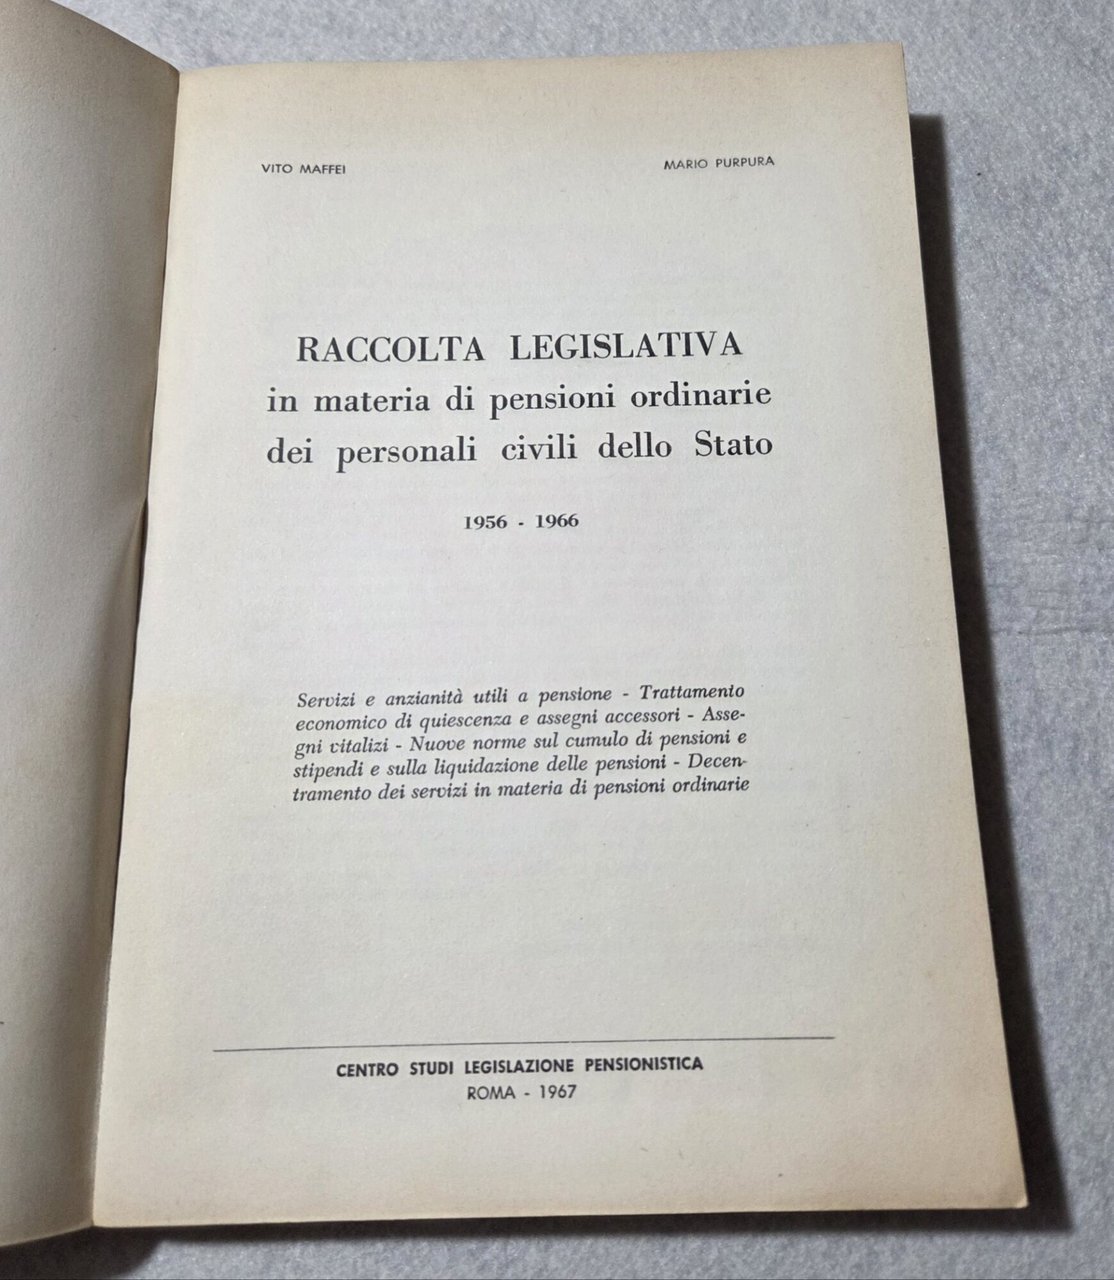 VITO MAFFEI
MARIO PURPURA
RACCOLTA LEGISLATIVA
in materia di pensioni ordinarie
dei personali civili dello Stato
1956 - 1966
Servizi e anzianità utili a pensione - Trattamento
economico di quiescenza e assegni accessori - Asse-
gni vitalizi - Nuove norme sul cumulo di pensioni e
stipendi e sulla liquidazione delle pensioni - Decen-
tramento dei servizi in materia di pensioni ordinarie
CENTRO STUDI LEGISLAZIONE PENSIONISTICA
ROMA - 1967